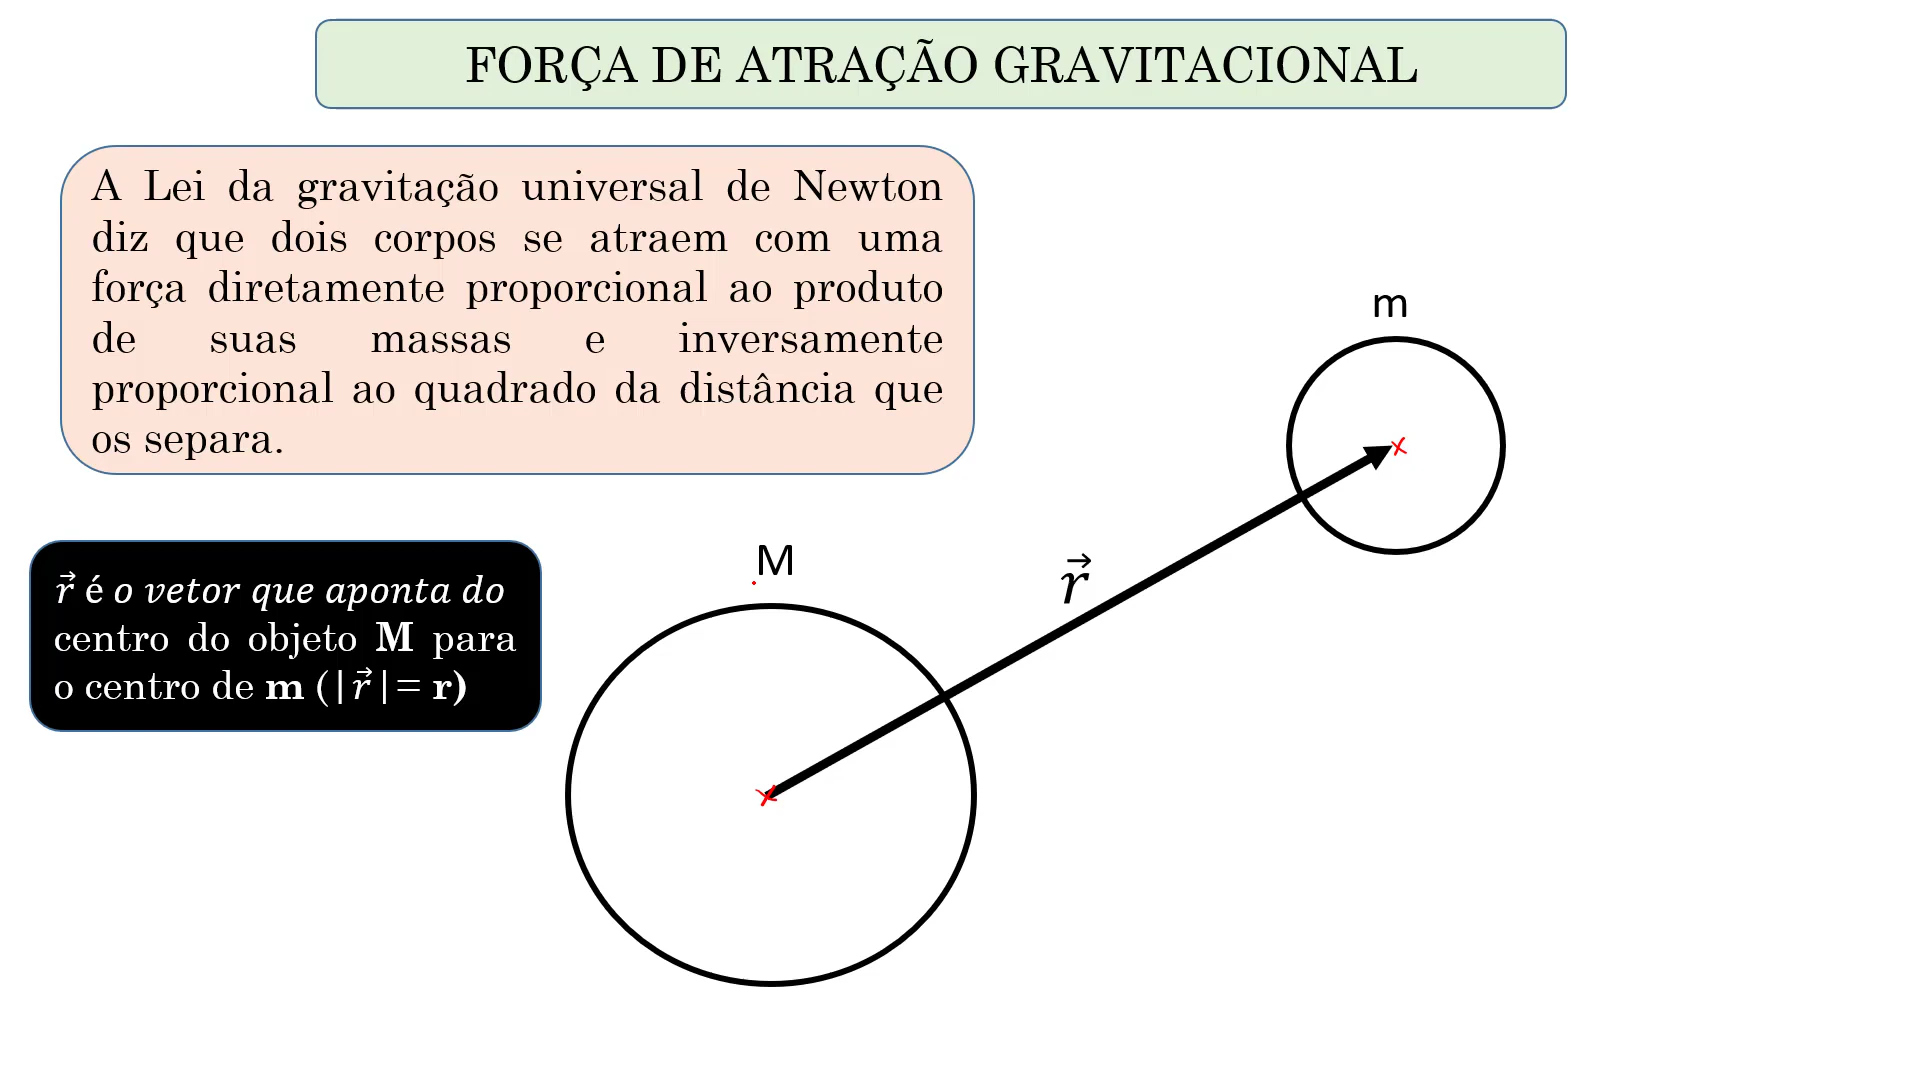 FORÇA DE ATRAÇÃO GRAVITACIONAL
A Lei da gravitação universal de Newton
diz que dois corpos se atraem com uma
força diretamente proporcional ao produto
de suas massas e inversamente
proporcional ao quadrado da distância que
os separa.
m
M
r⃗
r⃗ é o vetor que aponta do
centro do objeto M para
o centro de m (|r⃗|= r)